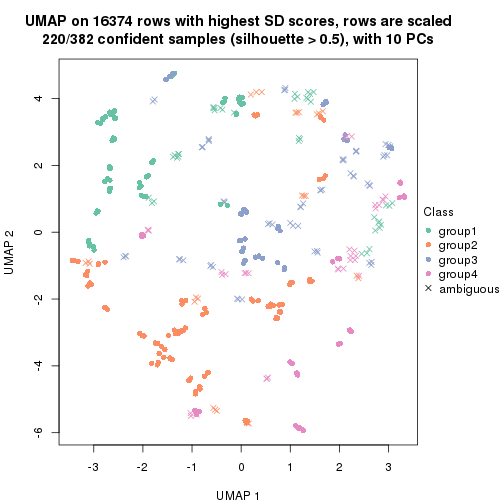 UMAP on 16374 rows with highest SD scores, rows are scaled
220/382 confident samples (silhouette > 0.5), with 10 PCs
UMAP 2
4
2
0
-2
-4
-6
-3
-2
-1
0
1
2
3
UMAP 1
Class
group1
group2
group3
group4
ambiguous